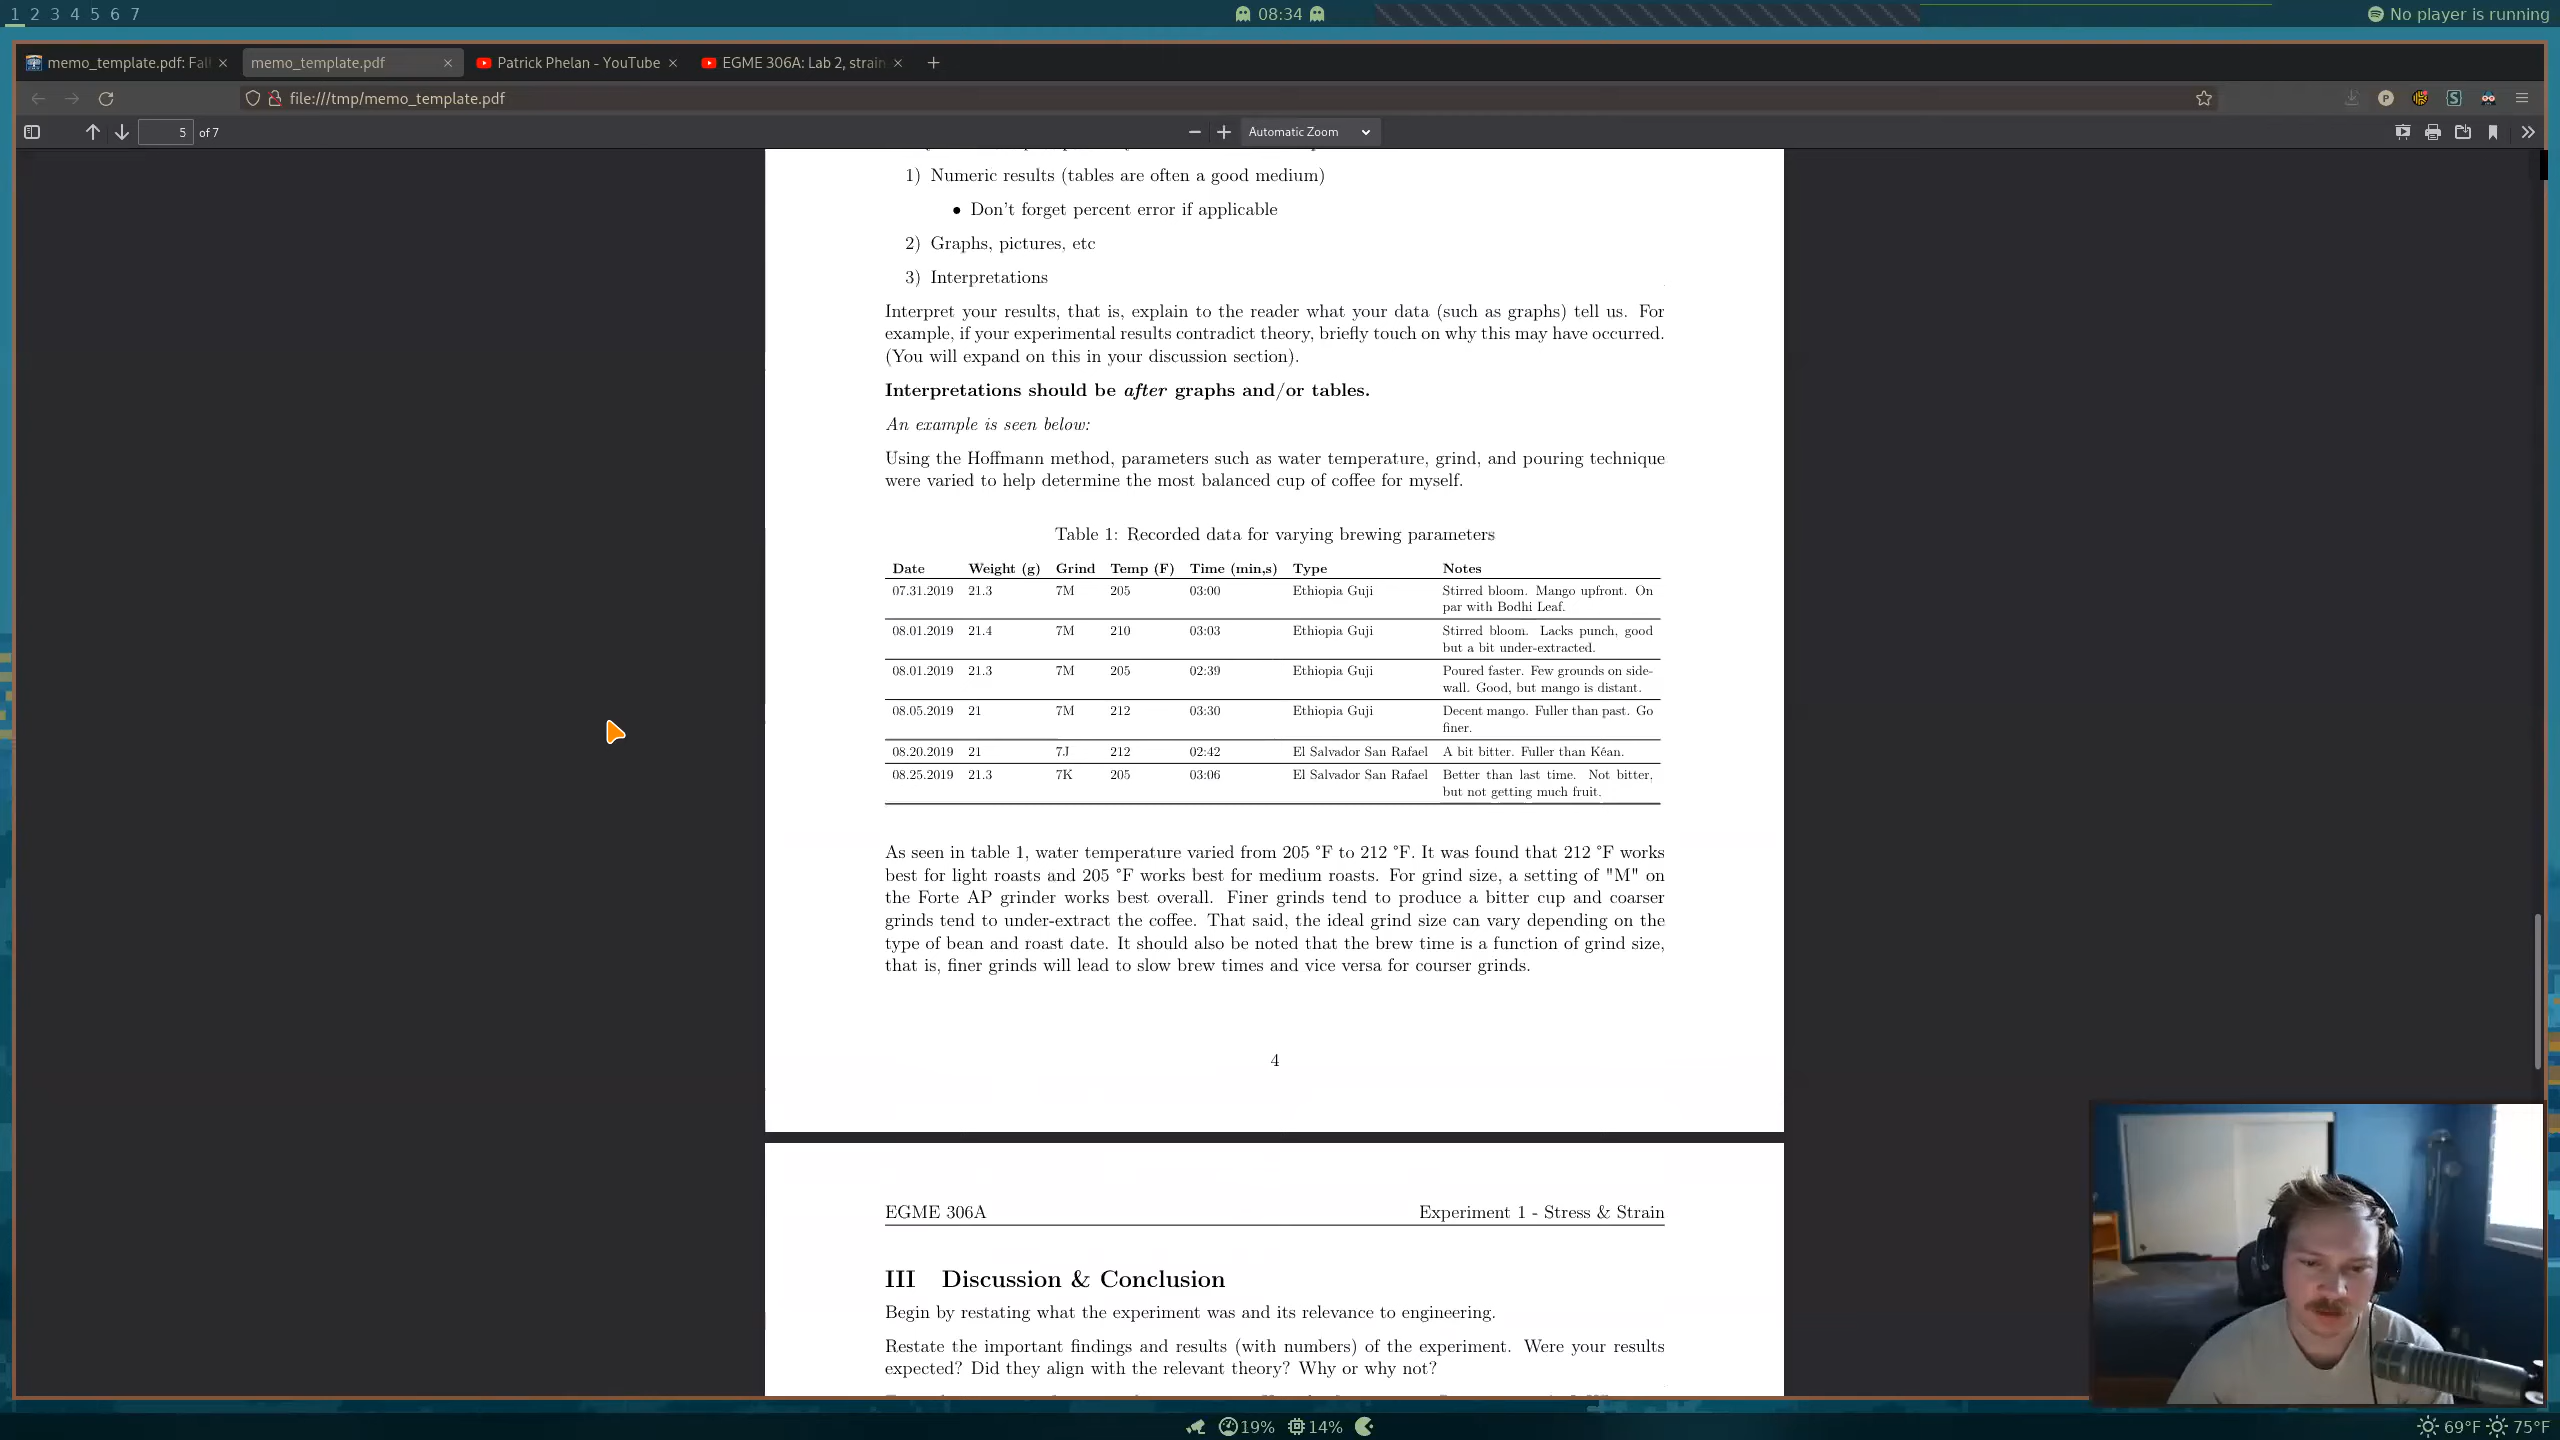 1 2 3 4 5 6 7
08:34
No player is running
memo_template.pdf: Fal
memo_template.pdf
Patrick Phelan - YouTube
EGME 306A: Lab 2, strain
file:///tmp/memo_template.pdf
5 of 7
Automatic Zoom
1) Numeric results (tables are often a good medium)
• Don't forget percent error if applicable
2) Graphs, pictures, etc
3) Interpretations
Interpret your results, that is, explain to the reader what your data (such as graphs) tell us. For
example, if your experimental results contradict theory, briefly touch on why this may have occurred.
(You will expand on this in your discussion section).
Interpretations should be after graphs and/or tables.
An example is seen below:
Using the Hoffmann method, parameters such as water temperature, grind, and pouring technique
were varied to help determine the most balanced cup of coffee for myself.
Table 1: Recorded data for varying brewing parameters
Date Weight (g) Grind Temp (F) Time (min,s) Type Notes
07.31.2019 21.3 7M 205 03:00 Ethiopia Guji Stirred bloom. Mango upfront. On
par with Bodhi Leaf.
08.01.2019 21.4 7M 210 03:03 Ethiopia Guji Stirred bloom. Lacks punch, good
but a bit under-extracted.
08.01.2019 21.3 7M 205 02:39 Ethiopia Guji Poured faster. Few grounds on side-
wall. Good, but mango is distant.
08.05.2019 21 7M 212 03:30 Ethiopia Guji Decent mango. Fuller than past. Go
finer.
08.20.2019 21 7J 212 02:42 El Salvador San Rafael A bit bitter. Fuller than Kéan.
08.25.2019 21.3 7K 205 03:06 El Salvador San Rafael Better than last time. Not bitter,
but not getting much fruit.
As seen in table 1, water temperature varied from 205 °F to 212 °F. It was found that 212 °F works
best for light roasts and 205 °F works best for medium roasts. For grind size, a setting of "M" on
the Forte AP grinder works best overall. Finer grinds tend to produce a bitter cup and coarser
grinds tend to under-extract the coffee. That said, the ideal grind size can vary depending on the
type of bean and roast date. It should also be noted that the brew time is a function of grind size,
that is, finer grinds will lead to slow brew times and vice versa for courser grinds.
4
EGME 306A Experiment 1 - Stress & Strain
III Discussion & Conclusion
Begin by restating what the experiment was and its relevance to engineering.
Restate the important findings and results (with numbers) of the experiment. Were your results
expected? Did they align with the relevant theory? Why or why not?
19% 14%
69°F 75°F